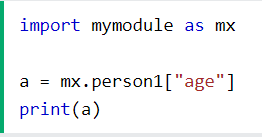 import mymodule as mx
a = mx.person1["age"]
print(a)